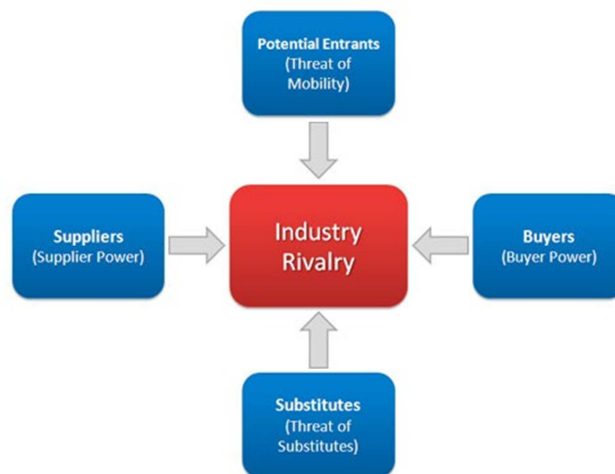 Potential Entrants
(Threat of
Mobility)
Suppliers
(Supplier Power)
Industry
Rivalry
Buyers
(Buyer Power)
Substitutes
(Threat of
Substitutes)